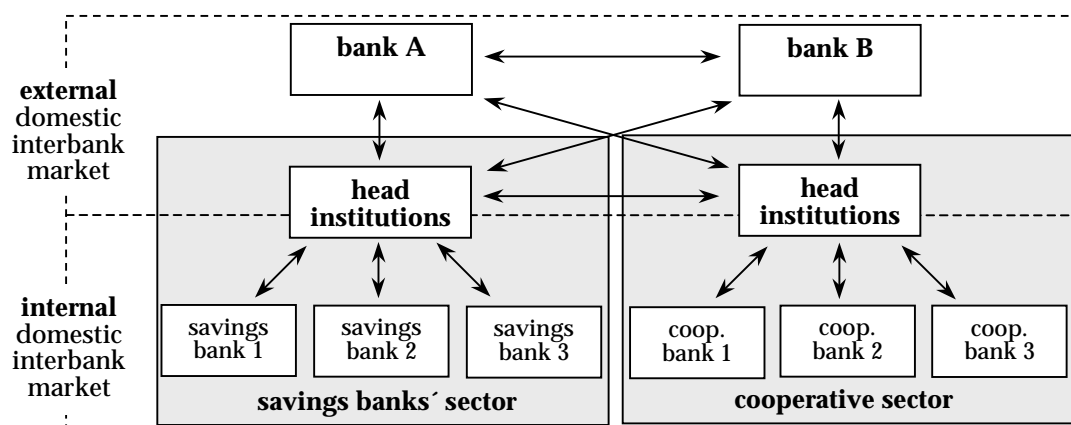 bank A
bank B
external
domestic
interbank
market
head
institutions
head
institutions
internal
domestic
interbank
market
savings
bank 1
savings
bank 2
savings
bank 3
coop.
bank 1
coop.
bank 2
coop.
bank 3
savings banks´ sector
cooperative sector